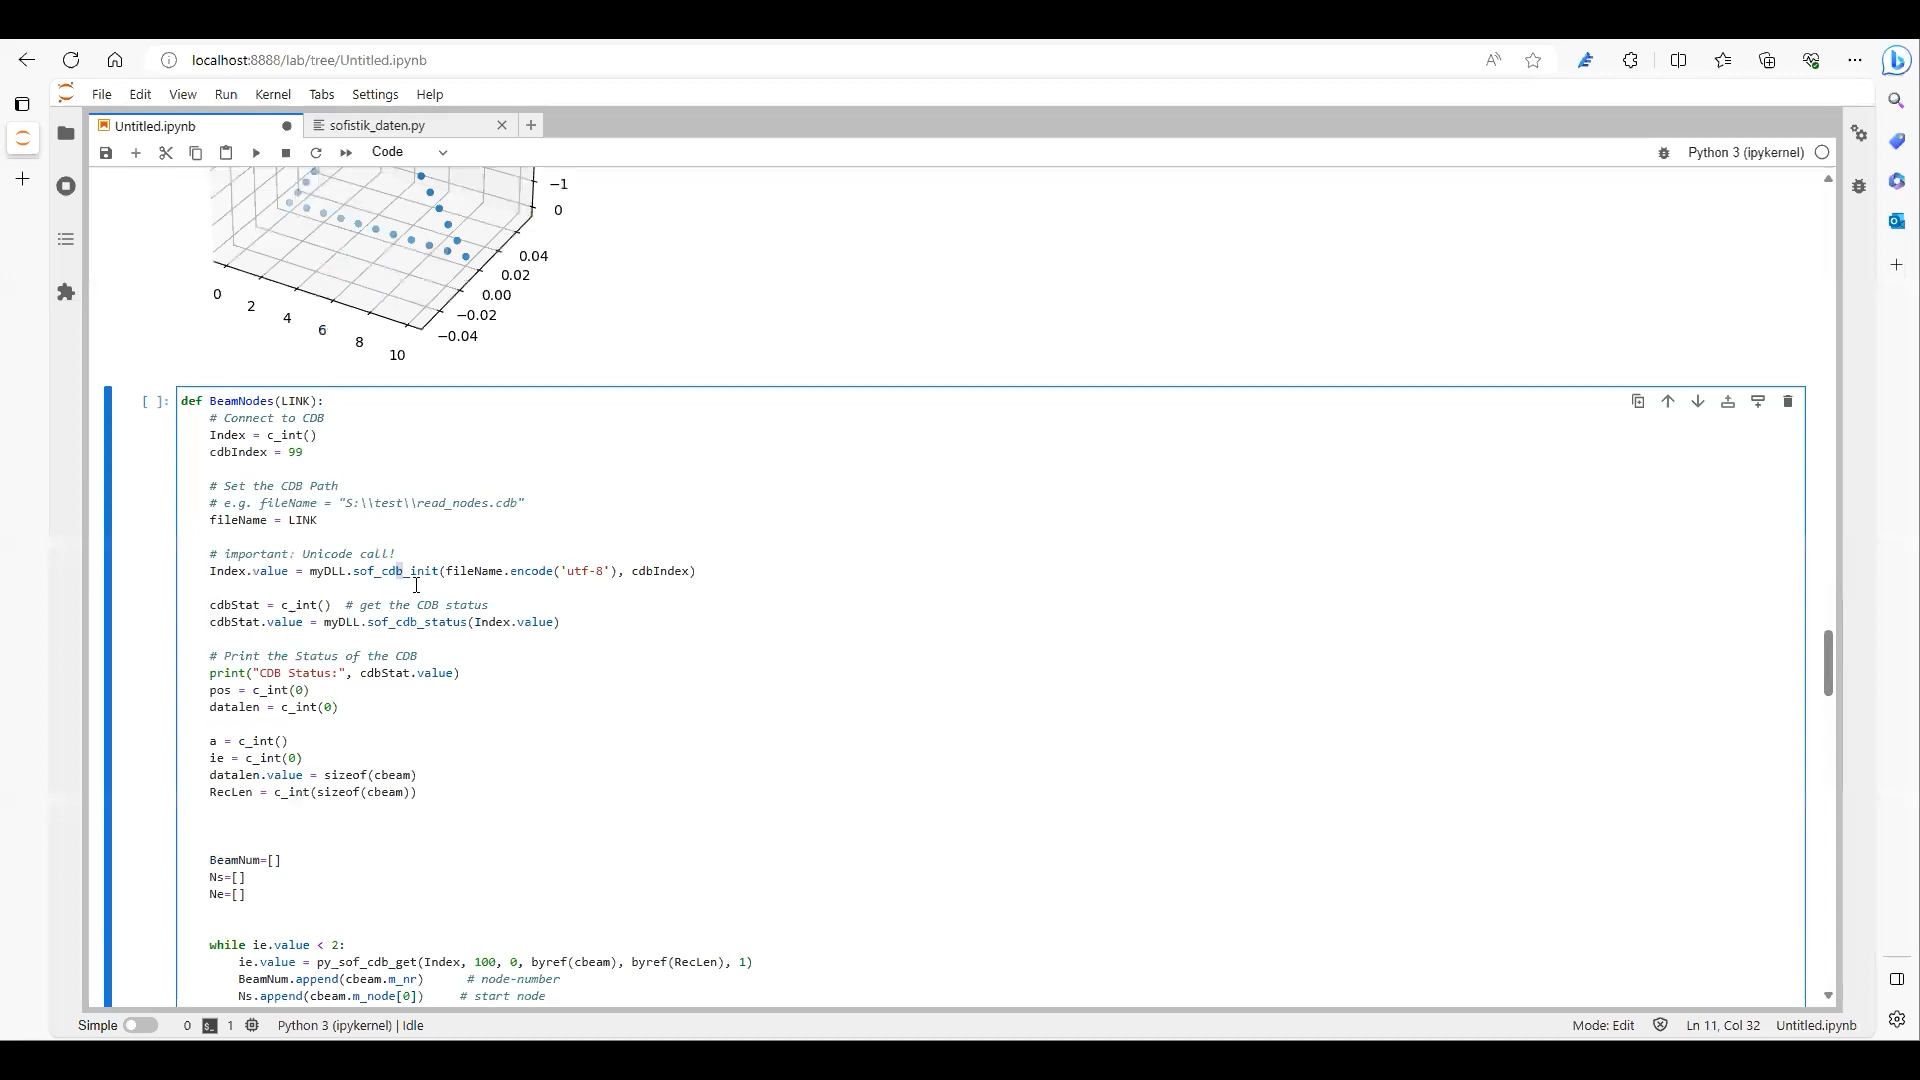 localhost:8888/lab/tree/Untitled.ipynb
File Edit View Run Kernel Tabs Settings Help
Untitled.ipynb
sofistik_daten.py
Code
Python 3 (ipykernel)
−1
0
0.04
0.02
0.00
−0.02
−0.04
0
2
4
6
8
10
[ ]:
def BeamNodes(LINK):
# Connect to CDB
Index = c_int()
cdbIndex = 99
# Set the CDB Path
# e.g. fileName = "S:\\test\\read_nodes.cdb"
fileName = LINK
# important: Unicode call!
Index.value = myDLL.sof_cdb_init(fileName.encode('utf-8'), cdbIndex)
cdbStat = c_int()  # get the CDB status
cdbStat.value = myDLL.sof_cdb_status(Index.value)
# Print the Status of the CDB
print("CDB Status:", cdbStat.value)
pos = c_int(0)
datalen = c_int(0)
a = c_int()
ie = c_int(0)
datalen.value = sizeof(cbeam)
RecLen = c_int(sizeof(cbeam))
BeamNum=[]
Ns=[]
Ne=[]
while ie.value < 2:
ie.value = py_sof_cdb_get(Index, 100, 0, byref(cbeam), byref(RecLen), 1)
BeamNum.append(cbeam.m_nr)      # node-number
Ns.append(cbeam.m_node[0])     # start node
Simple 0 1 Python 3 (ipykernel) | Idle
Mode: Edit Ln 11, Col 32 Untitled.ipynb